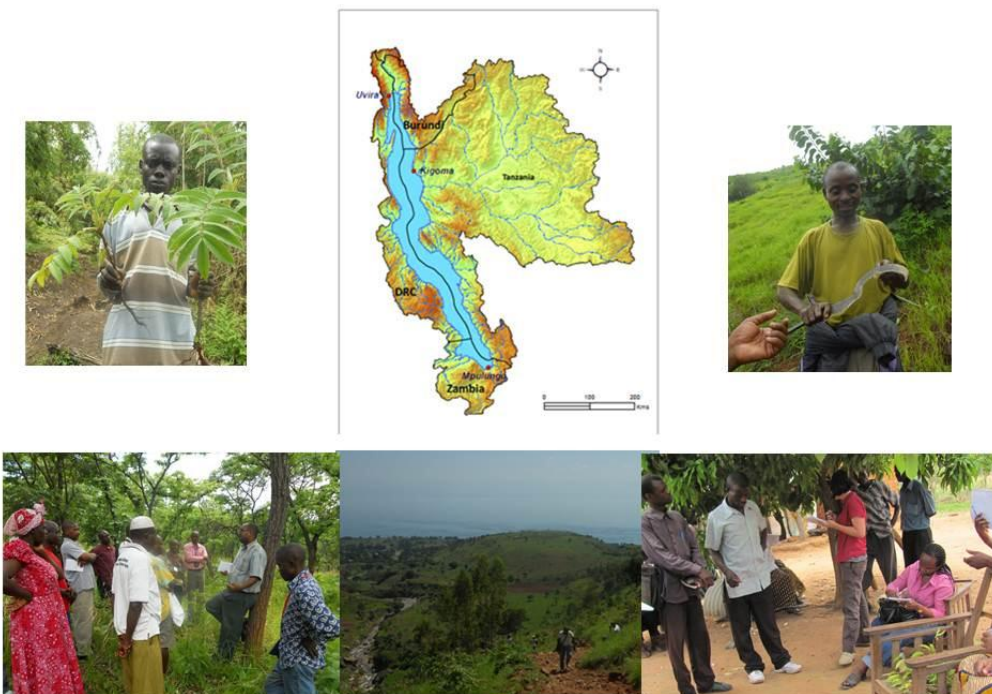 N
W
E
S
Uvira
Burundi
Kigoma
Tanzania
DRC
Mpulungu
Zambia
0 100 200
Kms